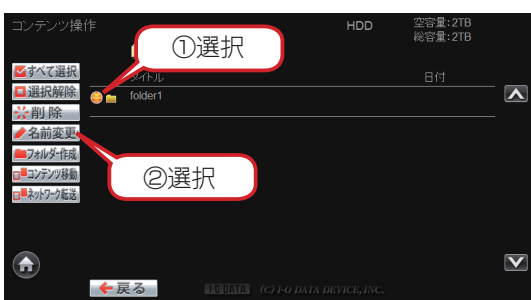 コンテンツ操作
HDD
空容量:2TB
総容量:2TB
①選択
すべて選択
タイトル
日付
選択解除
folder1
削 除
名前変更
フォルダー作成
②選択
コンテンツ移動
ネットワーク転送
戻る
I-O DATA (C) I-O DATA DEVICE, INC.